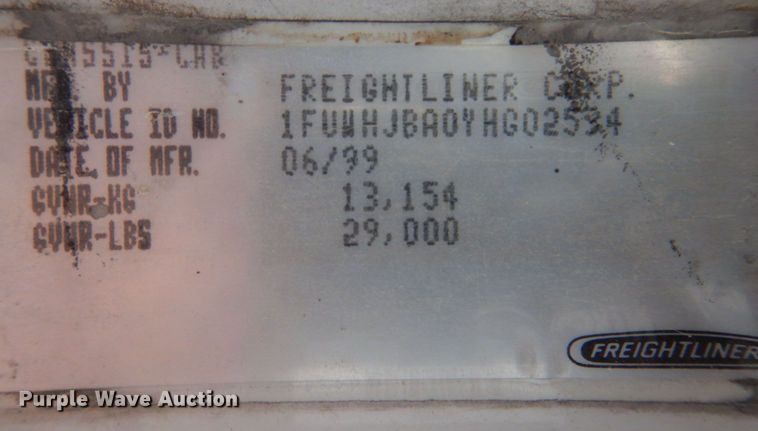 CHASSIS-CAB
MFD. BY FREIGHTLINER CORP.
VEHICLE ID NO. 1FUWHJBA0YHG02534
DATE OF MFR. 06/99
GVWR-KG 13,154
GVWR-LBS 29,000
FREIGHTLINER
Purple Wave Auction